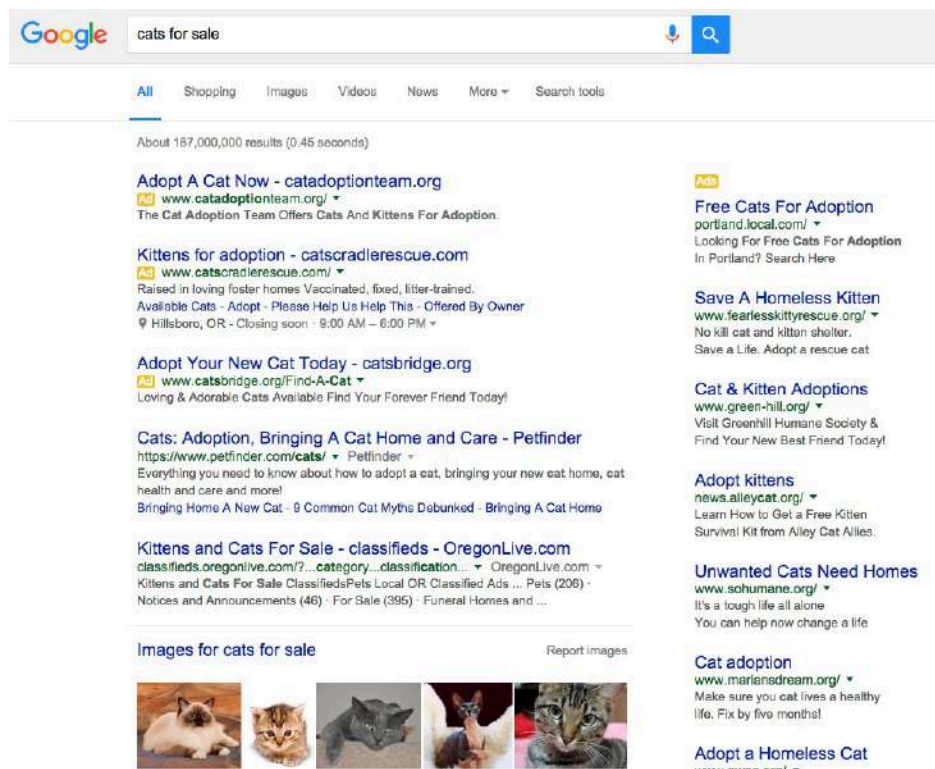 Google
cats for sale
All Shopping Images Videos News More Search tools
About 187,000,000 results (0.45 seconds)
Adopt A Cat Now - catadoptionteam.org
Ad www.catadoptionteam.org/
The Cat Adoption Team Offers Cats And Kittens For Adoption.
Kittens for adoption - catscradlerescue.com
Ad www.catscradlerescue.com/
Raised in loving foster homes Vaccinated, fixed, litter-trained.
Available Cats - Adopt - Please Help Us Help This - Offered By Owner
Hillsboro, OR - Closing soon · 9:00 AM – 6:00 PM
Adopt Your New Cat Today - catsbridge.org
Ad www.catsbridge.org/Find-A-Cat
Loving & Adorable Cats Available Find Your Forever Friend Today!
Cats: Adoption, Bringing A Cat Home and Care - Petfinder
https://www.petfinder.com/cats/ Petfinder
Everything you need to know about how to adopt a cat, bringing your new cat home, cat
health and care and more!
Bringing Home A New Cat - 9 Common Cat Myths Debunked - Bringing A Cat Home
Kittens and Cats For Sale - classifieds - OregonLive.com
classifieds.oregonlive.com/?...category...classification... OregonLive.com
Kittens and Cats For Sale ClassifiedsPets Local OR Classified Ads ... Pets (206) ·
Notices and Announcements (46) · For Sale (395) · Funeral Homes and ...
Images for cats for sale
Report images
Ads
Free Cats For Adoption
portland.local.com/
Looking For Free Cats For Adoption
In Portland? Search Here
Save A Homeless Kitten
www.fearlesskittyrescue.org/
No kill cat and kitten shelter.
Save a Life. Adopt a rescue cat
Cat & Kitten Adoptions
www.green-hill.org/
Visit Greenhill Humane Society &
Find Your New Best Friend Today!
Adopt kittens
news.alleycat.org/
Learn How to Get a Free Kitten
Survival Kit from Alley Cat Allies.
Unwanted Cats Need Homes
www.sohumane.org/
It's a tough life all alone
You can help now change a life
Cat adoption
www.mariansdream.org/
Make sure you cat lives a healthy
life. Fix by five months!
Adopt a Homeless Cat